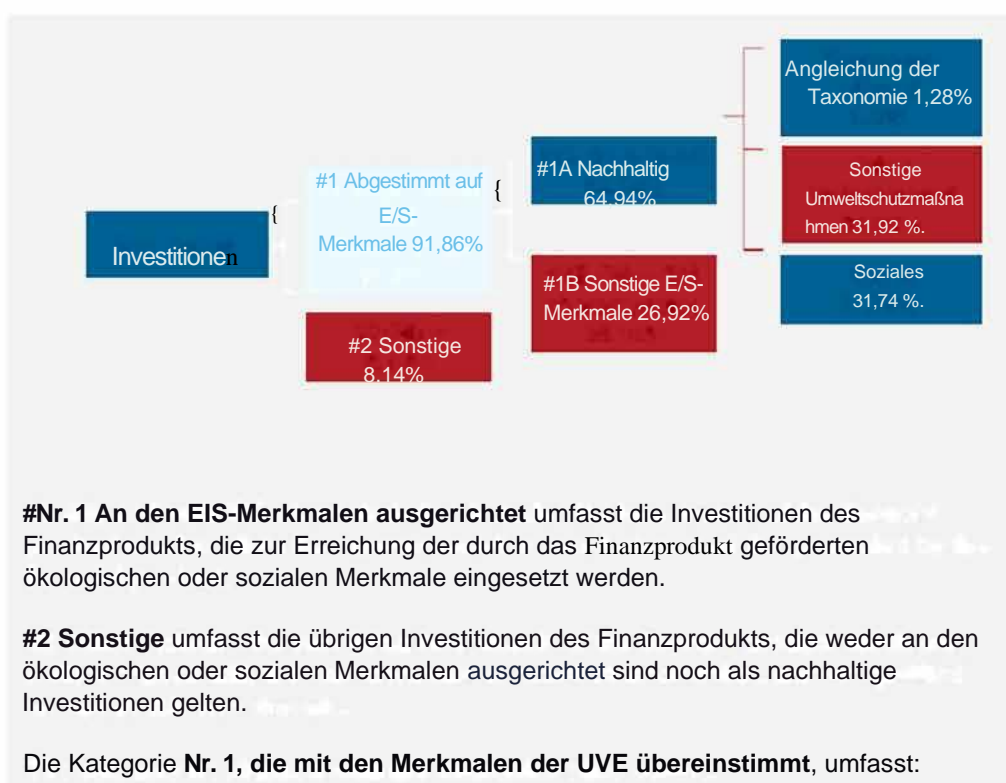 Angleichung der
Taxonomie 1,28%
#1 Abgestimmt auf
E/S-
Merkmale 91,86%
{
{
#1A Nachhaltig
64.94%
Sonstige
Umweltschutzmaßna
hmen 31,92 %.
Investitionen
#1B Sonstige E/S-
Merkmale 26,92%
Soziales
31,74 %.
#2 Sonstige
8.14%
#Nr. 1 An den EIS-Merkmalen ausgerichtet umfasst die Investitionen des
Finanzprodukts, die zur Erreichung der durch das Finanzprodukt geförderten
ökologischen oder sozialen Merkmale eingesetzt werden.
#2 Sonstige umfasst die übrigen Investitionen des Finanzprodukts, die weder an den
ökologischen oder sozialen Merkmalen ausgerichtet sind noch als nachhaltige
Investitionen gelten.
Die Kategorie Nr. 1, die mit den Merkmalen der UVE übereinstimmt, umfasst: